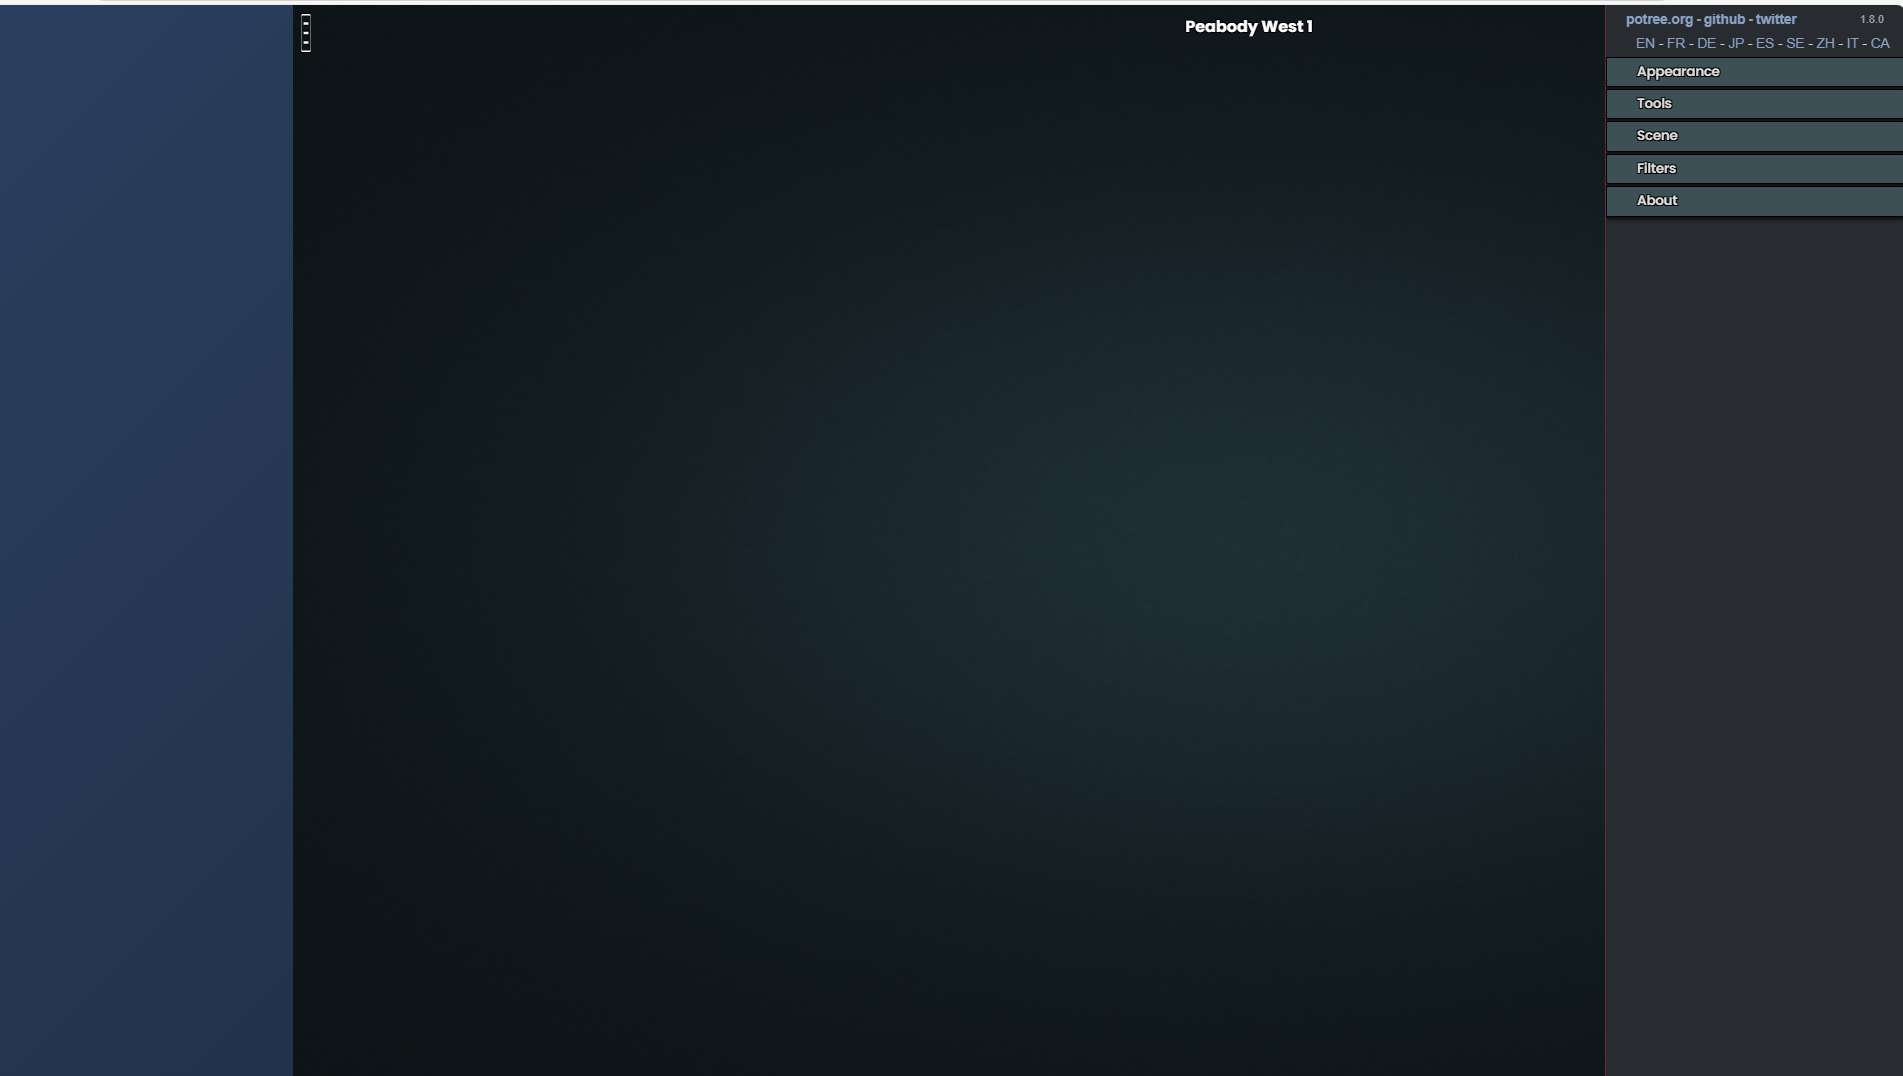 Peabody West 1
potree.org - github - twitter 1.8.0
EN - FR - DE - JP - ES - SE - ZH - IT - CA
Appearance
Tools
Scene
Filters
About